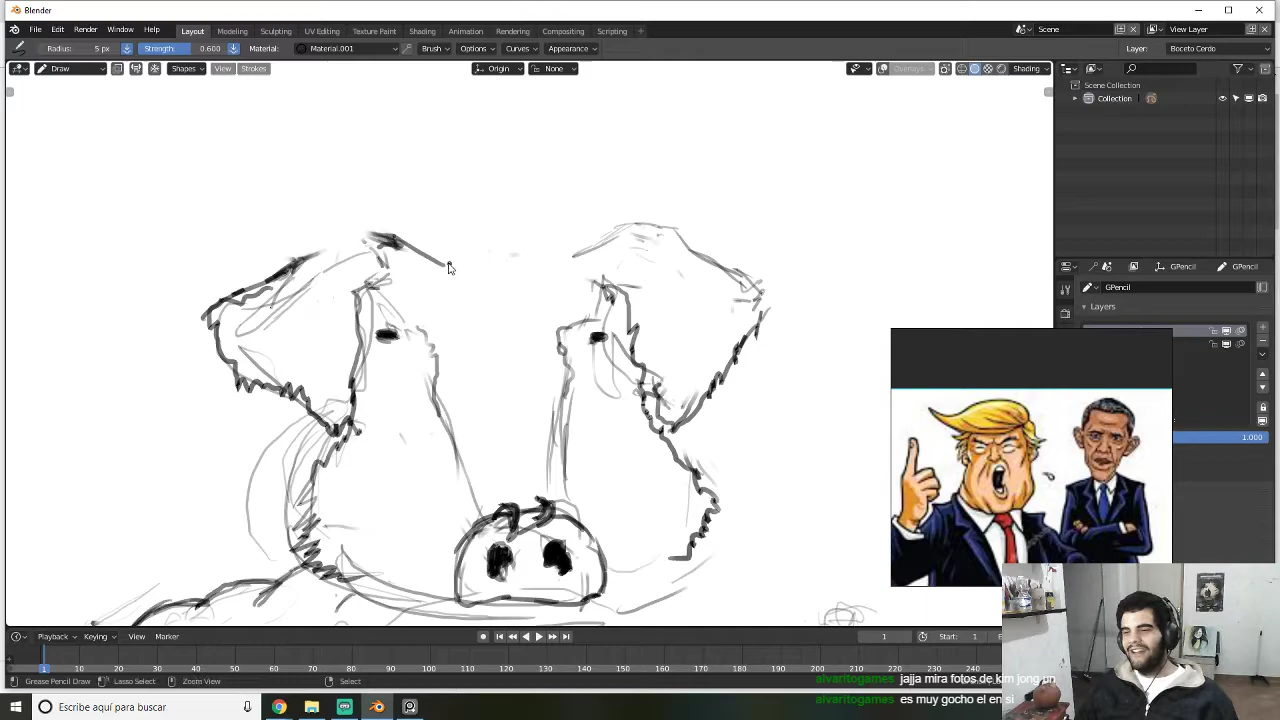 Blender
File Edit Render Window Help Layout Modeling Sculpting UV Editing Texture Paint Shading Animation Rendering Compositing Scripting + Scene View Layer
Radius: 5 px Strength: 0.600 Material: Material.001 Brush Options Curves Appearance Layer: Boceto Cerdo
Draw Shapes View Strokes Origin None Overlays Shading
Scene Collection
Collection
GPencil GPencil
GPencil
Layers
1.000
Playback Keying View Marker 1 Start: 1
1 10 20 30 40 50 60 70 80 90 100 110 120 130 140 150 160 170 180 190 200 210 220 230 240
Grease Pencil Draw Lasso Select Zoom View Select
alvaritogames jajja mira fotos de kim jong un
alvaritogames es muy gocho el en si
Escribe aquí para buscar.